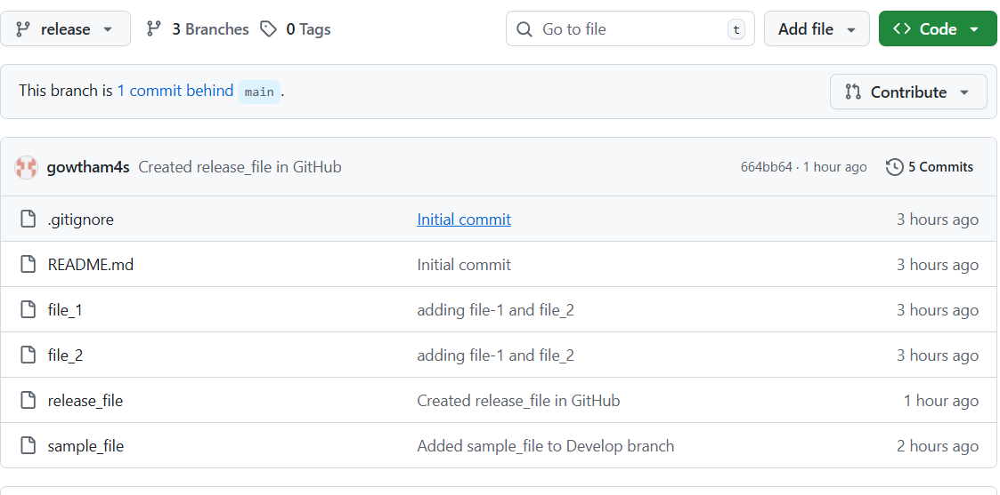 release 3 Branches 0 Tags Go to file t Add file Code
This branch is 1 commit behind main .
Contribute
gowtham4s Created release_file in GitHub 664bb64 · 1 hour ago 5 Commits
.gitignore Initial commit 3 hours ago
README.md Initial commit 3 hours ago
file_1 adding file-1 and file_2 3 hours ago
file_2 adding file-1 and file_2 3 hours ago
release_file Created release_file in GitHub 1 hour ago
sample_file Added sample_file to Develop branch 2 hours ago